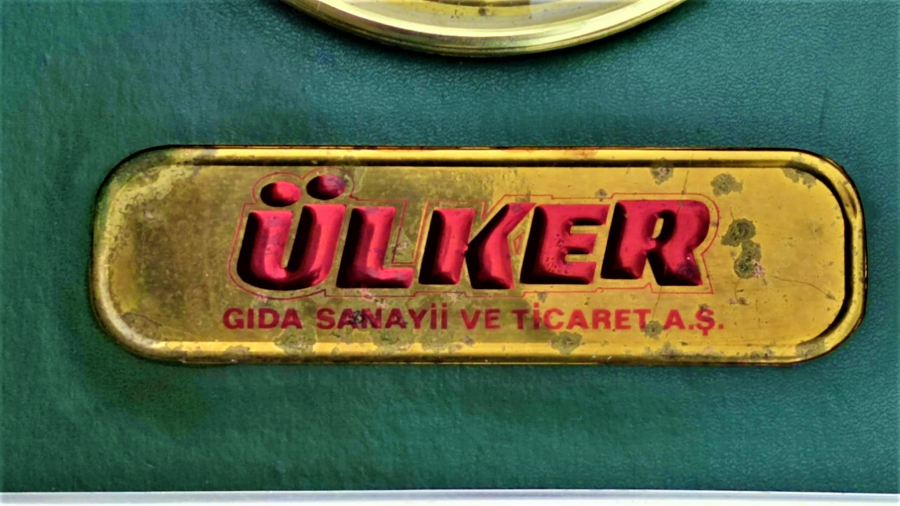 ÜLKER
GIDA SANAYİİ VE TİCARET A.Ş.